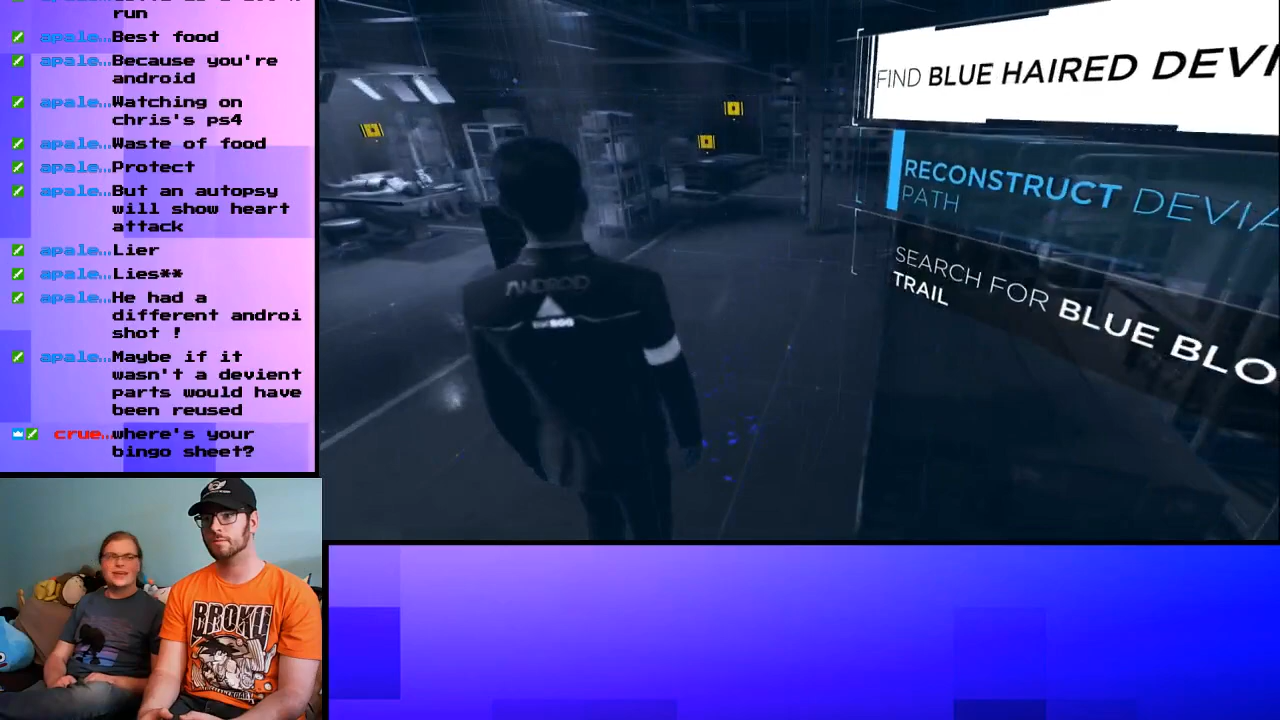 run
apale...Best food
apale...Because you're
android
apale...Watching on
chris's ps4
apale...Waste of food
apale...Protect
apale...But an autopsy
will show heart
attack
apale...Lier
apale...Lies**
apale...He had a
different androi
shot !
apale...Maybe if it
wasn't a devient
parts would have
been reused
crue...where's your
bingo sheet?
FIND BLUE HAIRED DEVI
RECONSTRUCT DEVIA
PATH
SEARCH FOR BLUE BLO
TRAIL
ANDROID
BROKU